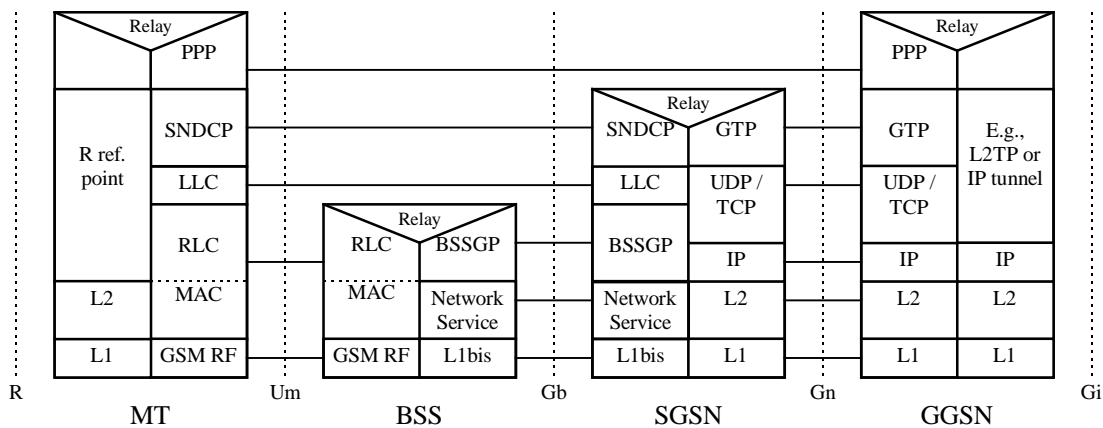 Relay
PPP
SNDCP
R ref.
point
LLC
RLC
L2
MAC
L1
GSM RF
Relay
RLC
BSSGP
MAC
Network
Service
GSM RF
L1bis
Relay
SNDCP
GTP
LLC
UDP /
TCP
BSSGP
IP
Network
Service
L2
L1bis
L1
Relay
PPP
GTP
E.g.,
L2TP or
IP tunnel
UDP /
TCP
IP
IP
L2
L2
L1
L1
R
Um
Gb
Gn
Gi
MT
BSS
SGSN
GGSN